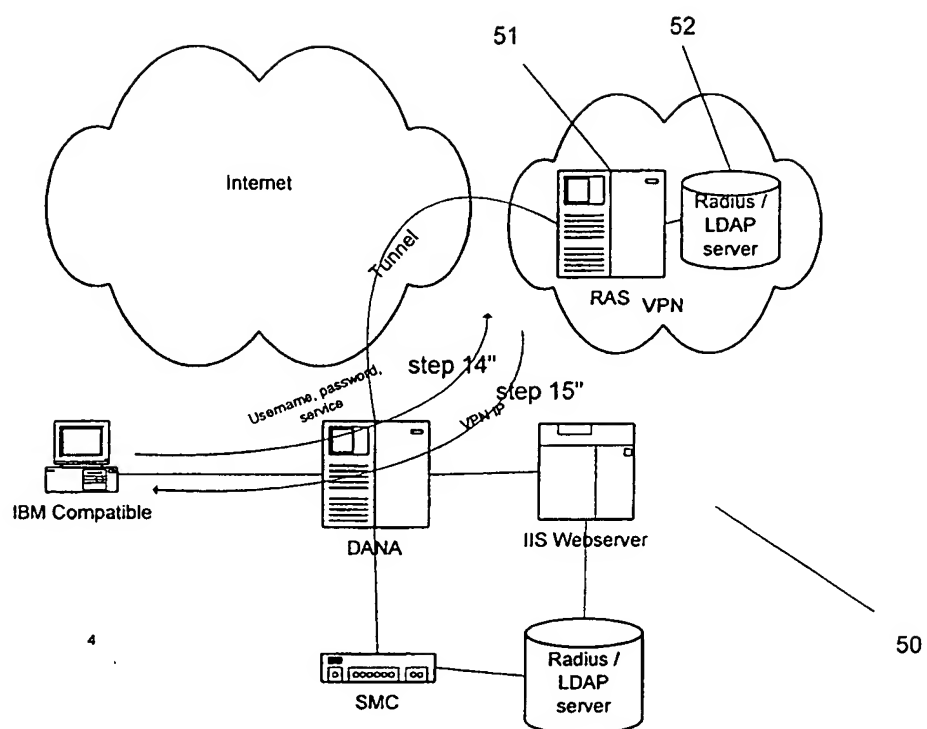 51
52
Internet
Radius /
LDAP
server
Tunnel
RAS
VPN
step 14"
Username, password,
service
step 15"
VPN IP
IBM Compatible
DANA
IIS Webserver
50
4
Radius /
LDAP
server
SMC